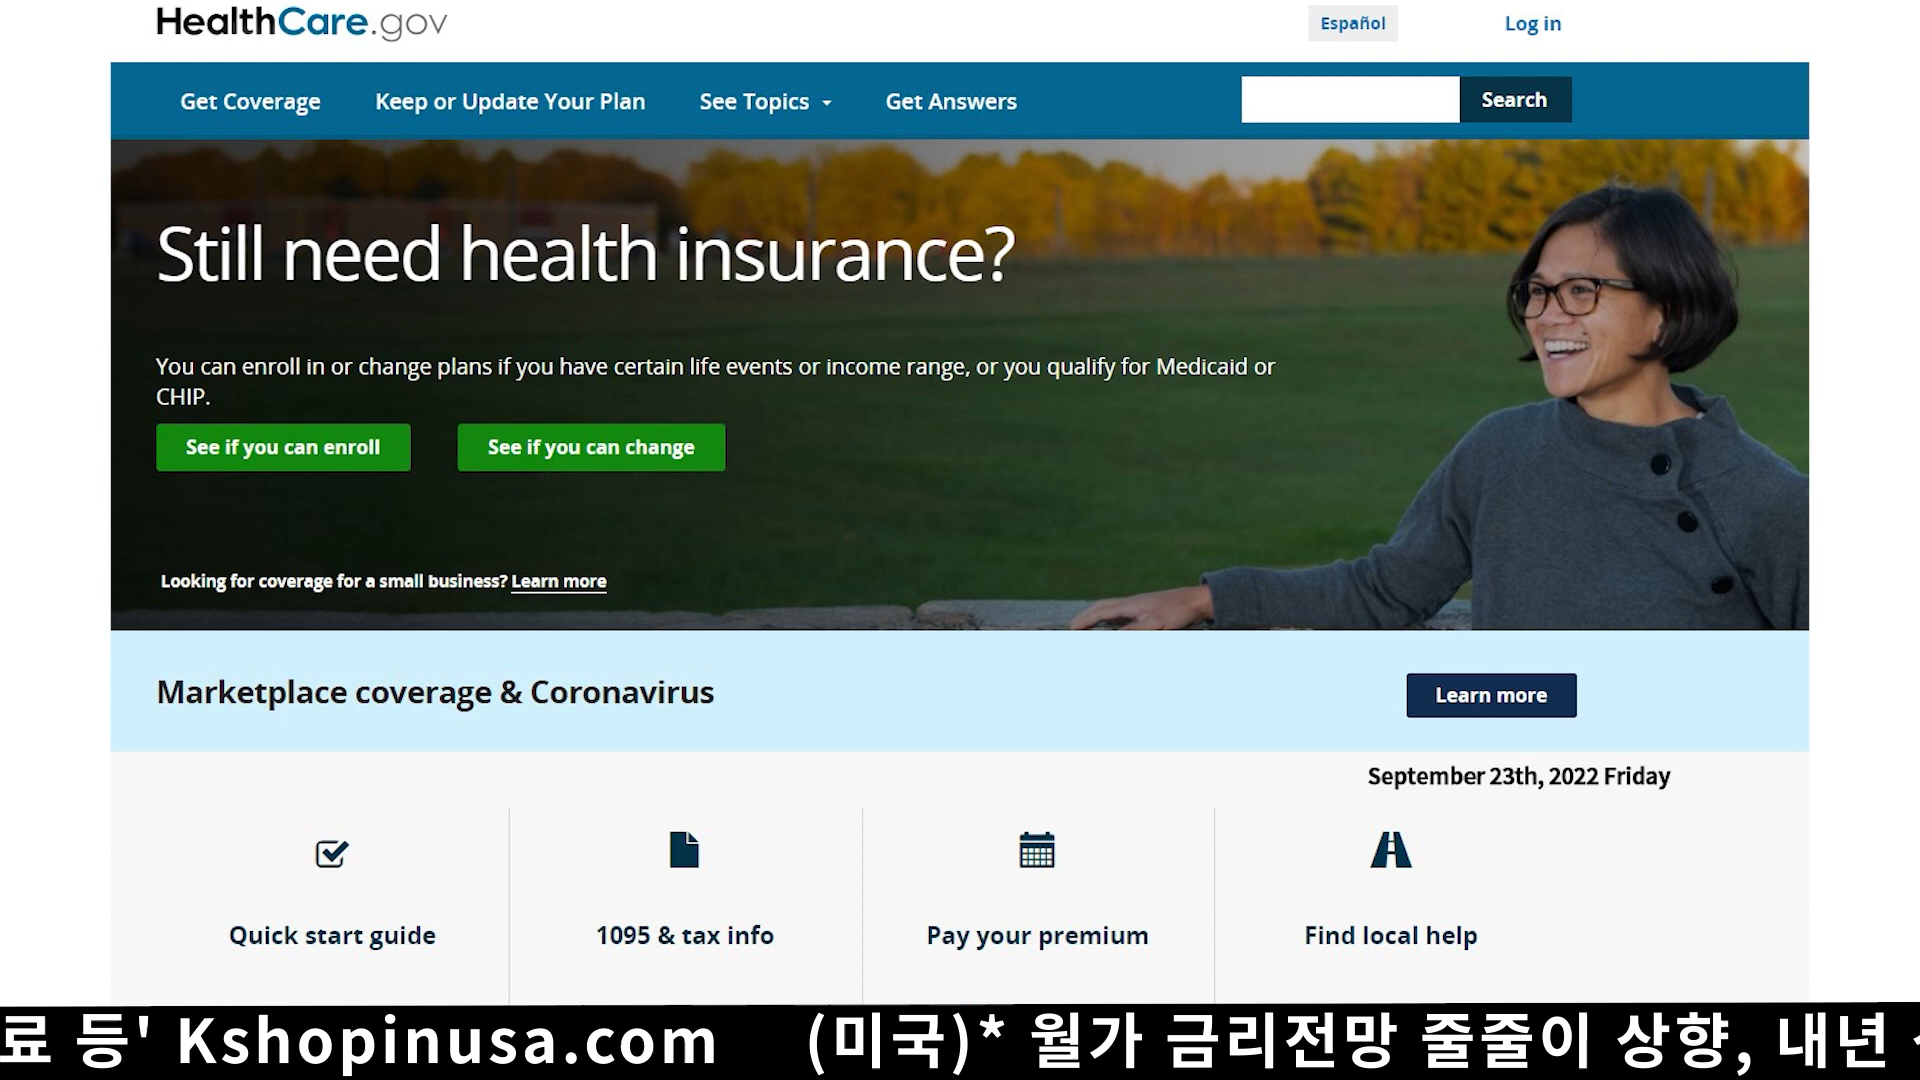 HealthCare.gov
Español
Log in
Get Coverage
Keep or Update Your Plan
See Topics
Get Answers
Search
Still need health insurance?
You can enroll in or change plans if you have certain life events or income range, or you qualify for Medicaid or
CHIP.
See if you can enroll
See if you can change
Looking for coverage for a small business? Learn more
Marketplace coverage & Coronavirus
Learn more
September 23th, 2022 Friday
Quick start guide
1095 & tax info
Pay your premium
Find local help
료 등' Kshopinusa.com (미국)* 월가 금리전망 줄줄이 상향, 내년